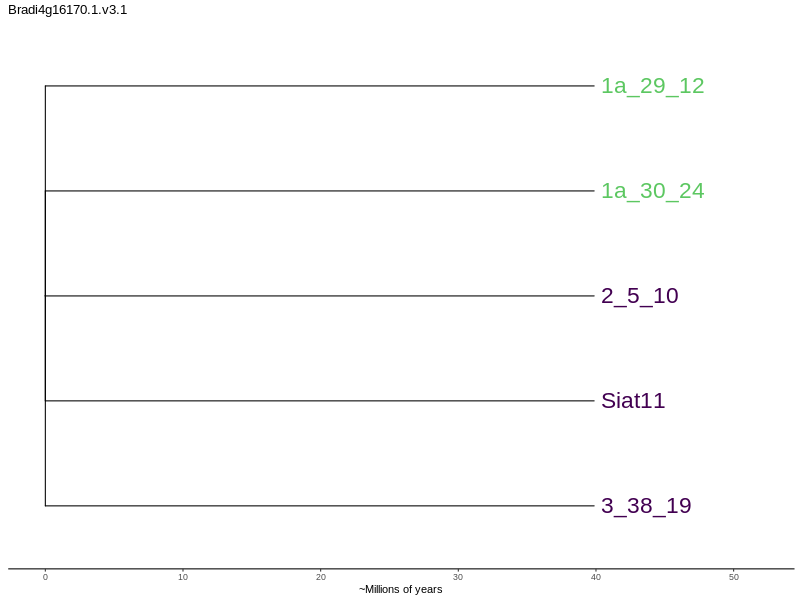 Bradi4g16170.1.v3.1
1a_29_12
1a_30_24
2_5_10
Siat11
3_38_19
0 10 20 30 40 50
~Millions of years